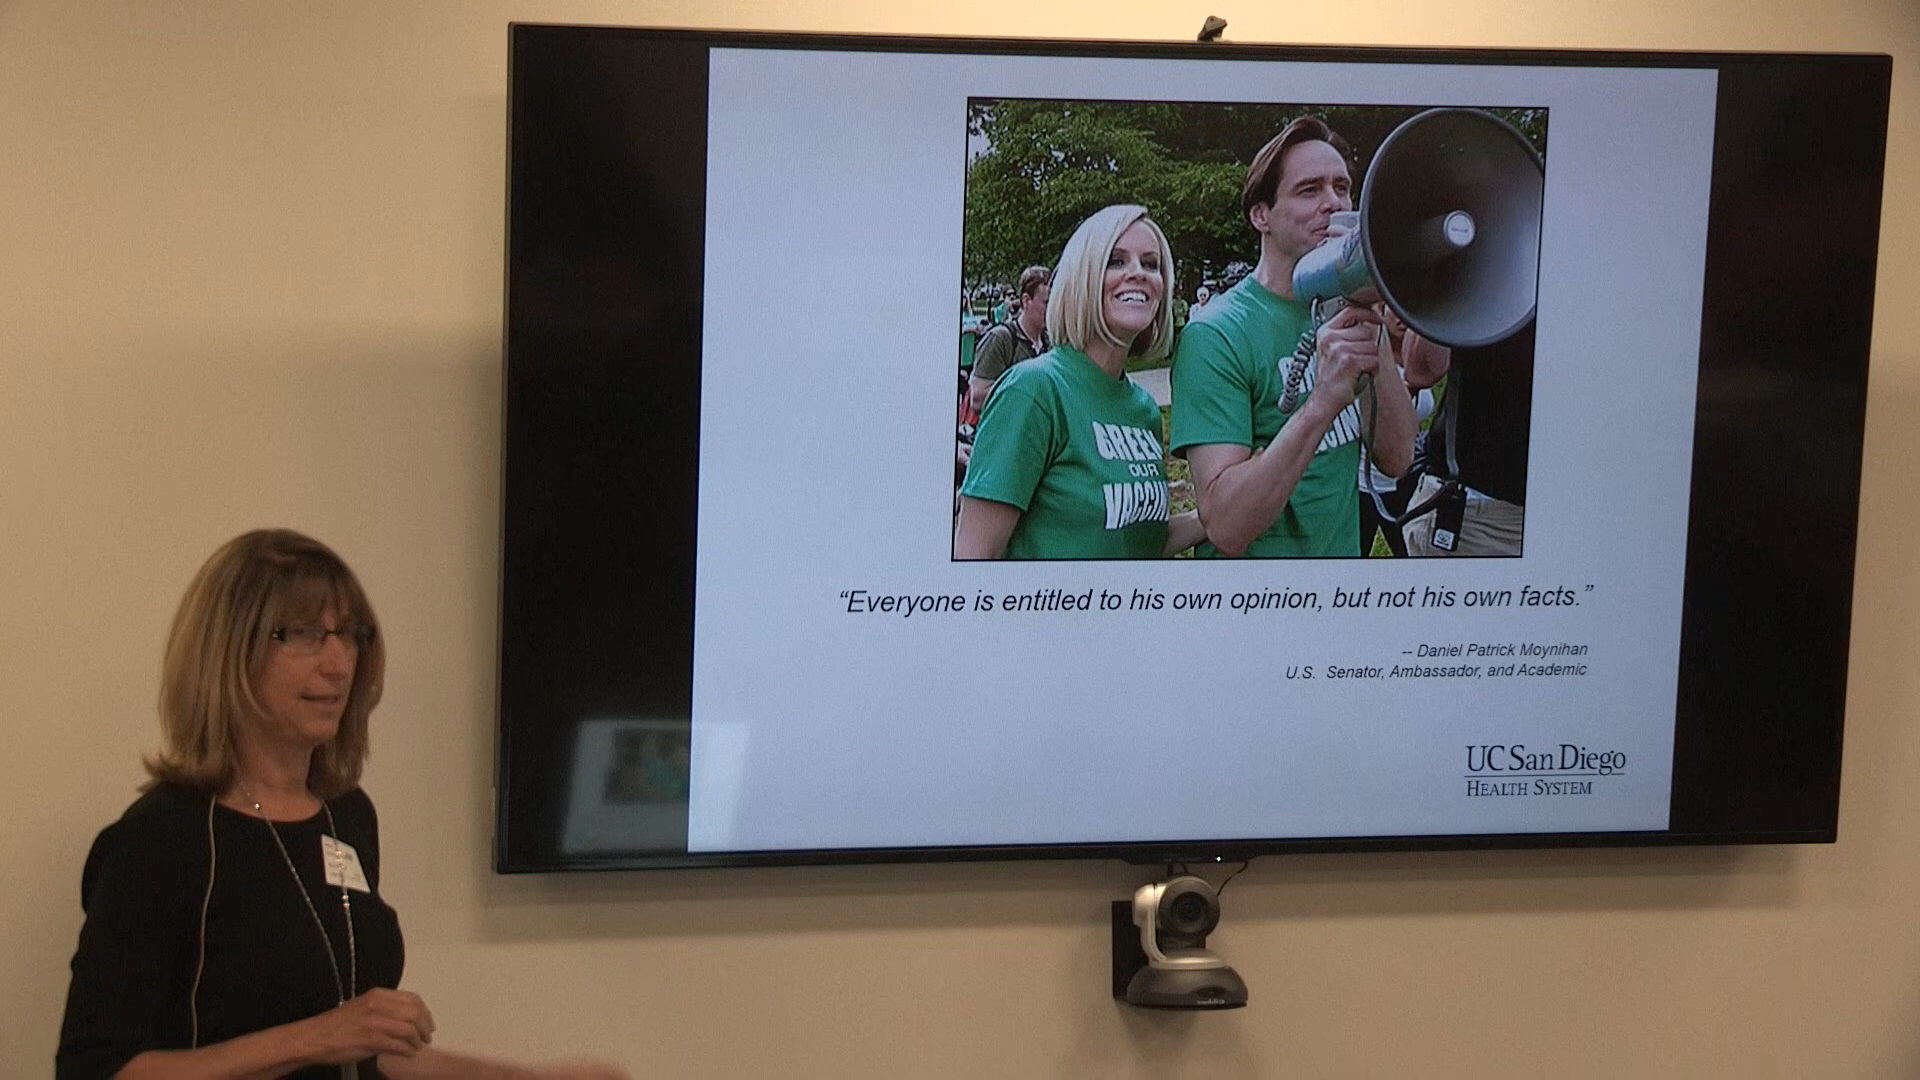 GREEN
OUR
VACCIN
“Everyone is entitled to his own opinion, but not his own facts.”
-- Daniel Patrick Moynihan
U.S. Senator, Ambassador, and Academic
UC San Diego
HEALTH SYSTEM